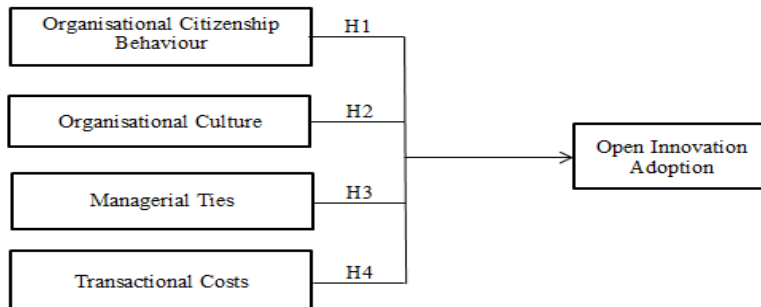 Organisational Citizenship
Behaviour
H1
Organisational Culture
H2
Open Innovation
Adoption
Managerial Ties
H3
Transactional Costs
H4